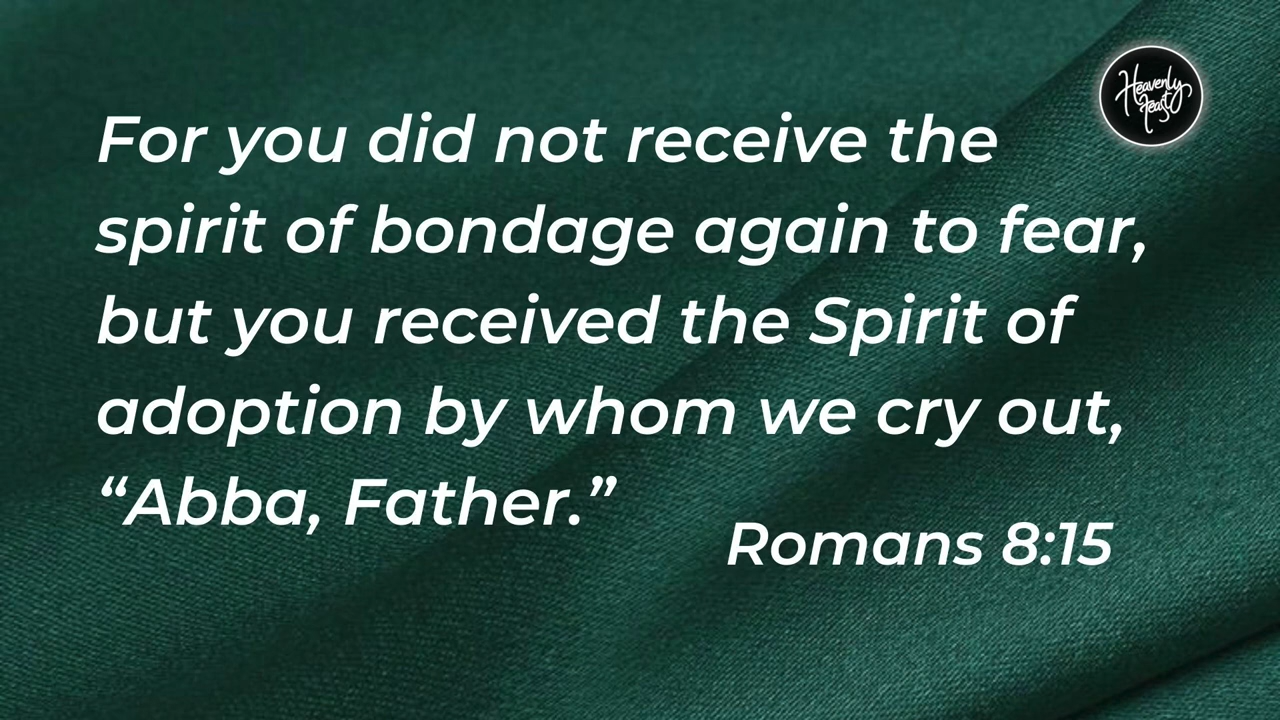 Heavenly
feast
For you did not receive the
spirit of bondage again to fear,
but you received the Spirit of
adoption by whom we cry out,
“Abba, Father.”
Romans 8:15